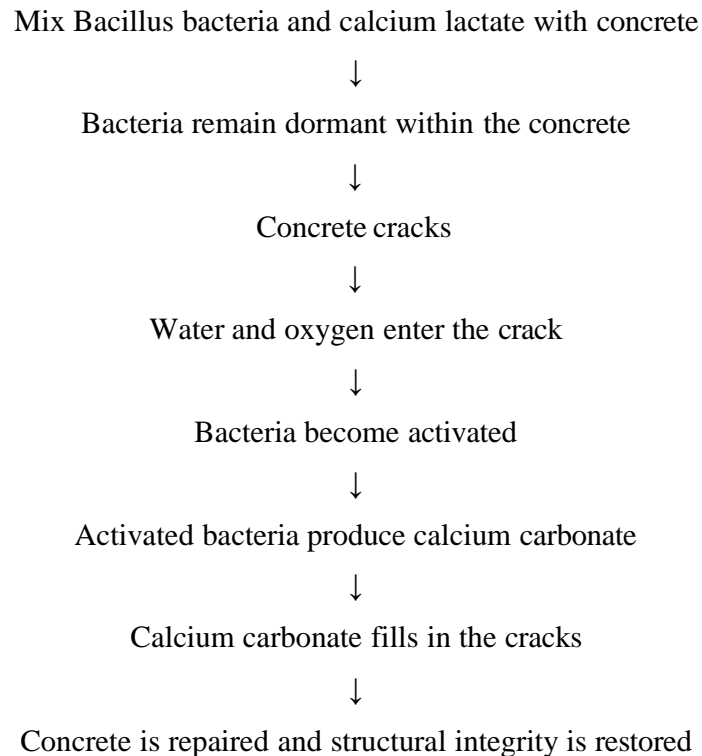 Mix Bacillus bacteria and calcium lactate with concrete
↓
Bacteria remain dormant within the concrete
↓
Concrete cracks
↓
Water and oxygen enter the crack
↓
Bacteria become activated
↓
Activated bacteria produce calcium carbonate
↓
Calcium carbonate fills in the cracks
↓
Concrete is repaired and structural integrity is restored